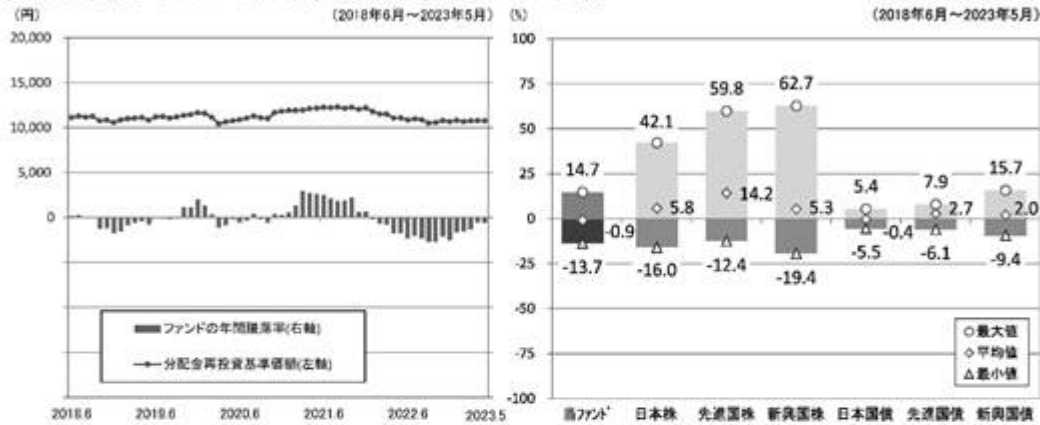 (円)
(2018年6月～2023年5月)
20,000
15,000
10,000
5,000
0
ファンドの年間騰落率(右軸)
分配金再投資基準価額(左軸)
2018.6 2019.6 2020.6 2021.6 2022.6 2023.5
(%)
(2018年6月～2023年5月)
100
75
50
25
0
-25
-50
-75
-100
14.7 42.1 59.8 62.7 5.4 7.9 15.7
-0.9 5.8 14.2 5.3 -0.4 2.7 2.0
-13.7 -16.0 -12.4 -19.4 -5.5 -6.1 -9.4
最大値
平均値
最小値
当ファンド 日本株 先進国株 新興国株 日本国債 先進国債 新興国債